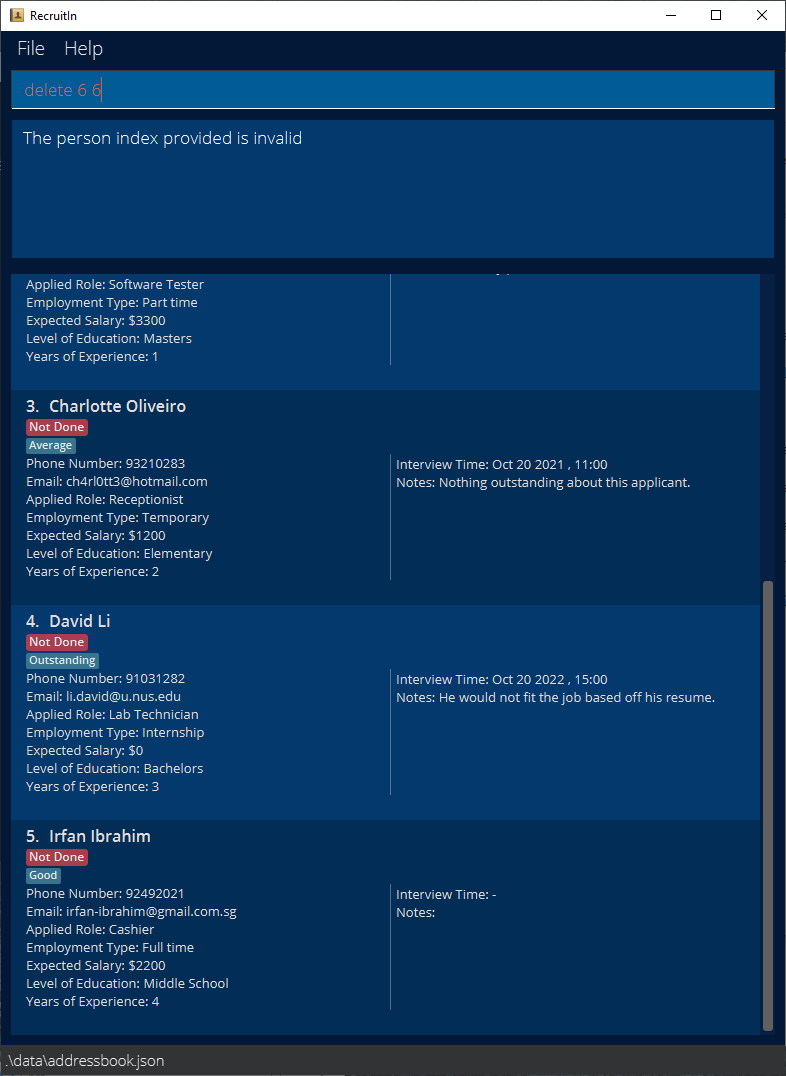 RecruitIn
File Help
delete 6 6
The person index provided is invalid
Applied Role: Software Tester
Employment Type: Part time
Expected Salary: $3300
Level of Education: Masters
Years of Experience: 1
3. Charlotte Oliveiro
Not Done
Average
Phone Number: 93210283
Email: ch4rl0tt3@hotmail.com
Applied Role: Receptionist
Employment Type: Temporary
Expected Salary: $1200
Level of Education: Elementary
Years of Experience: 2
Interview Time: Oct 20 2021 , 11:00
Notes: Nothing outstanding about this applicant.
4. David Li
Not Done
Outstanding
Phone Number: 91031282
Email: li.david@u.nus.edu
Applied Role: Lab Technician
Employment Type: Internship
Expected Salary: $0
Level of Education: Bachelors
Years of Experience: 3
Interview Time: Oct 20 2022 , 15:00
Notes: He would not fit the job based off his resume.
5. Irfan Ibrahim
Not Done
Good
Phone Number: 92492021
Email: irfan-ibrahim@gmail.com.sg
Applied Role: Cashier
Employment Type: Full time
Expected Salary: $2200
Level of Education: Middle School
Years of Experience: 4
Interview Time: -
Notes:
.\data\addressbook.json